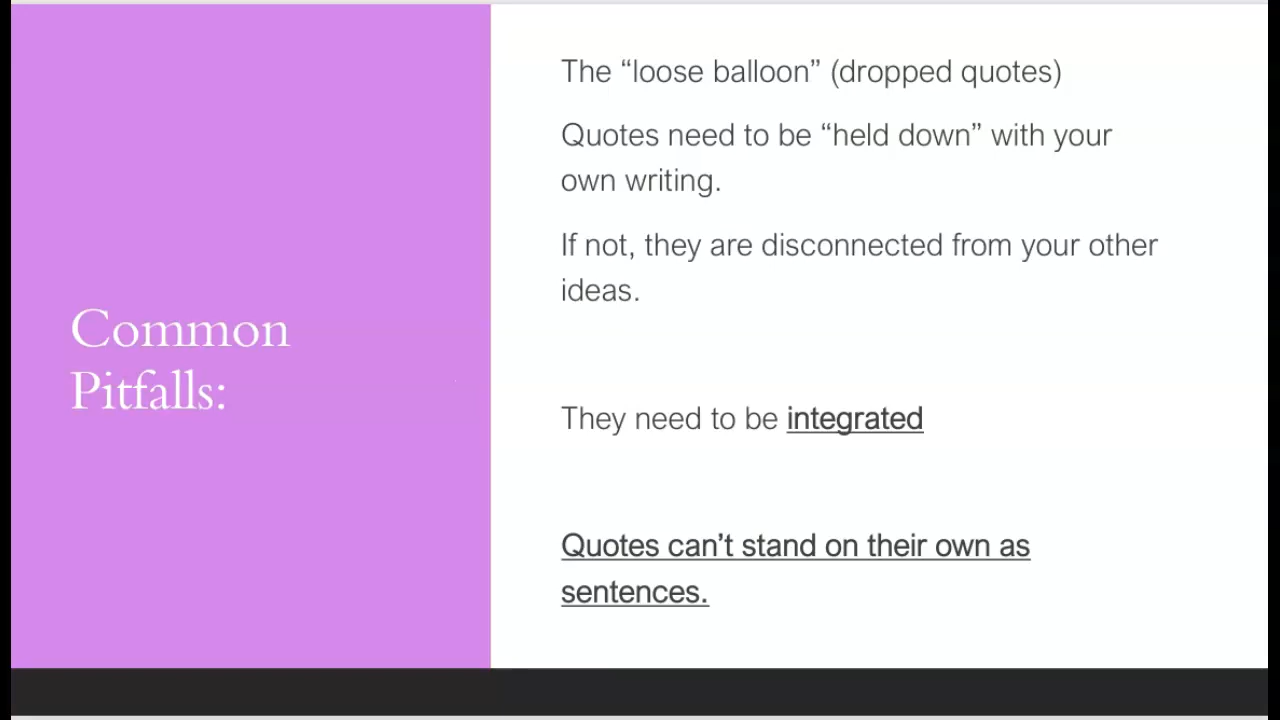 Common
Pitfalls:
The “loose balloon” (dropped quotes)
Quotes need to be “held down” with your
own writing.
If not, they are disconnected from your other
ideas.
They need to be integrated
Quotes can’t stand on their own as
sentences.